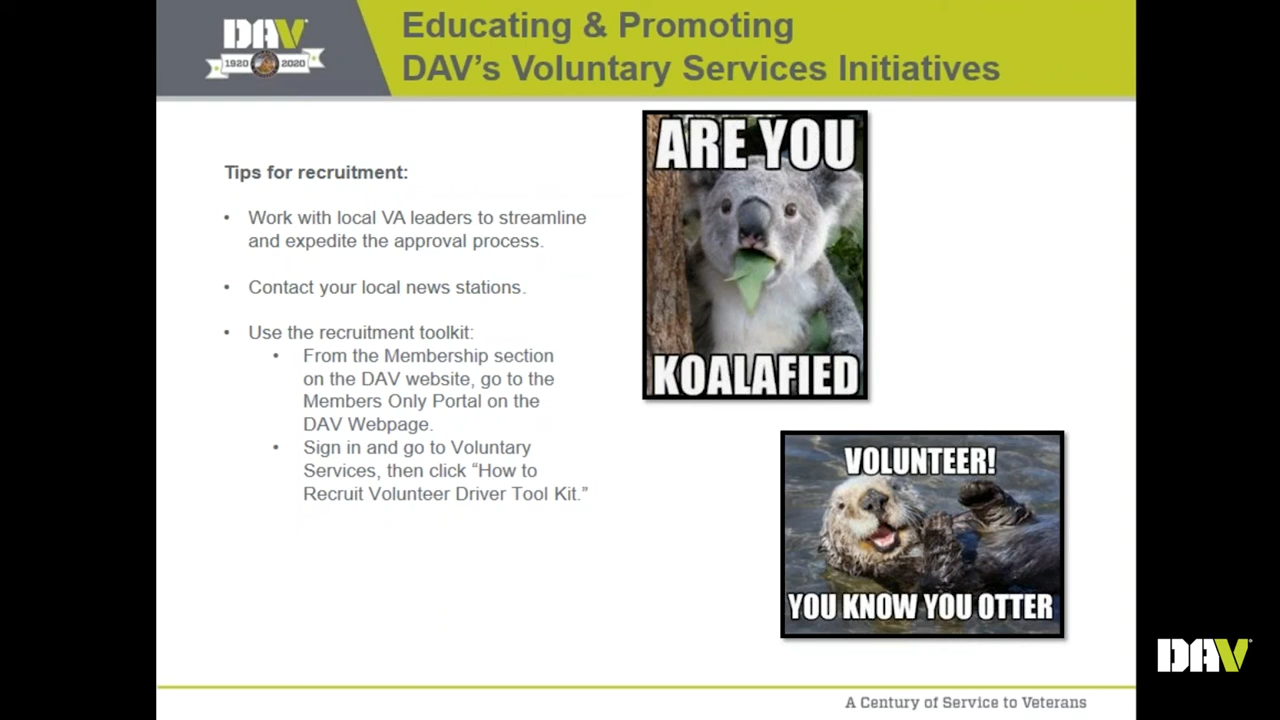 DAV
1920 2020
Educating & Promoting
DAV's Voluntary Services Initiatives
Tips for recruitment:
• Work with local VA leaders to streamline
and expedite the approval process.
• Contact your local news stations.
• Use the recruitment toolkit:
• From the Membership section
on the DAV website, go to the
Members Only Portal on the
DAV Webpage.
• Sign in and go to Voluntary
Services, then click “How to
Recruit Volunteer Driver Tool Kit.”
ARE YOU
KOALAFIED
VOLUNTEER!
YOU KNOW YOU OTTER
DAV
A Century of Service to Veterans